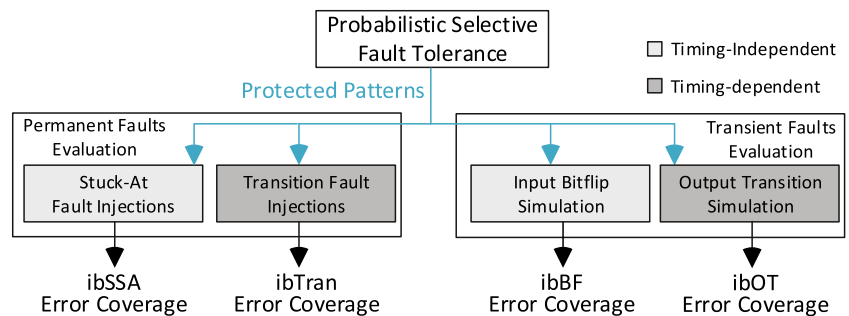 Probabilistic Selective
Fault Tolerance
Timing-Independent
Timing-dependent
Protected Patterns
Permanent Faults
Evaluation
Transient Faults
Evaluation
Stuck-At
Fault Injections
Transition Fault
Injections
Input Bitflip
Simulation
Output Transition
Simulation
ibSSA
Error Coverage
ibTran
Error Coverage
ibBF
Error Coverage
ibOT
Error Coverage